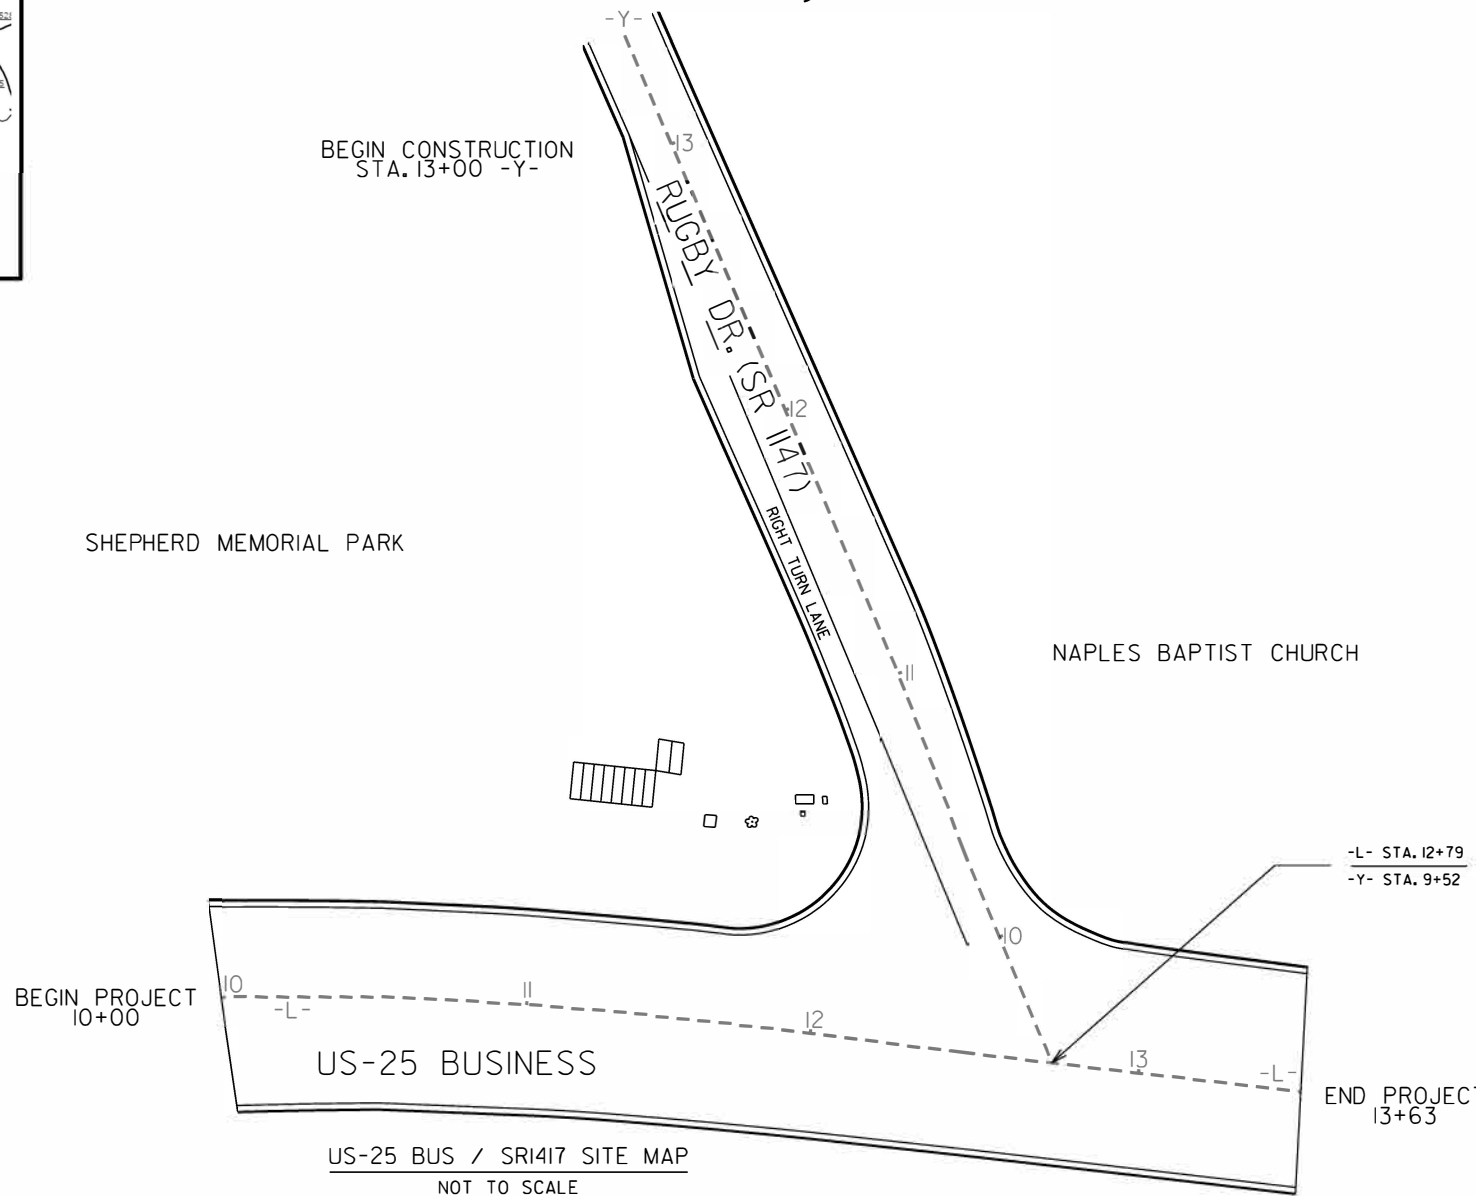 -Y-
13
BEGIN CONSTRUCTION
STA. 13+00 -Y-
RUGBY DR. (SR 1147)
12
RIGHT TURN LANE
SHEPHERD MEMORIAL PARK
NAPLES BAPTIST CHURCH
11
-L- STA. 12+79
-Y- STA. 9+52
10
10
11
12
13
BEGIN PROJECT
10+00
-L-
-L-
US-25 BUSINESS
END PROJECT
13+63
US-25 BUS / SR1417 SITE MAP
NOT TO SCALE